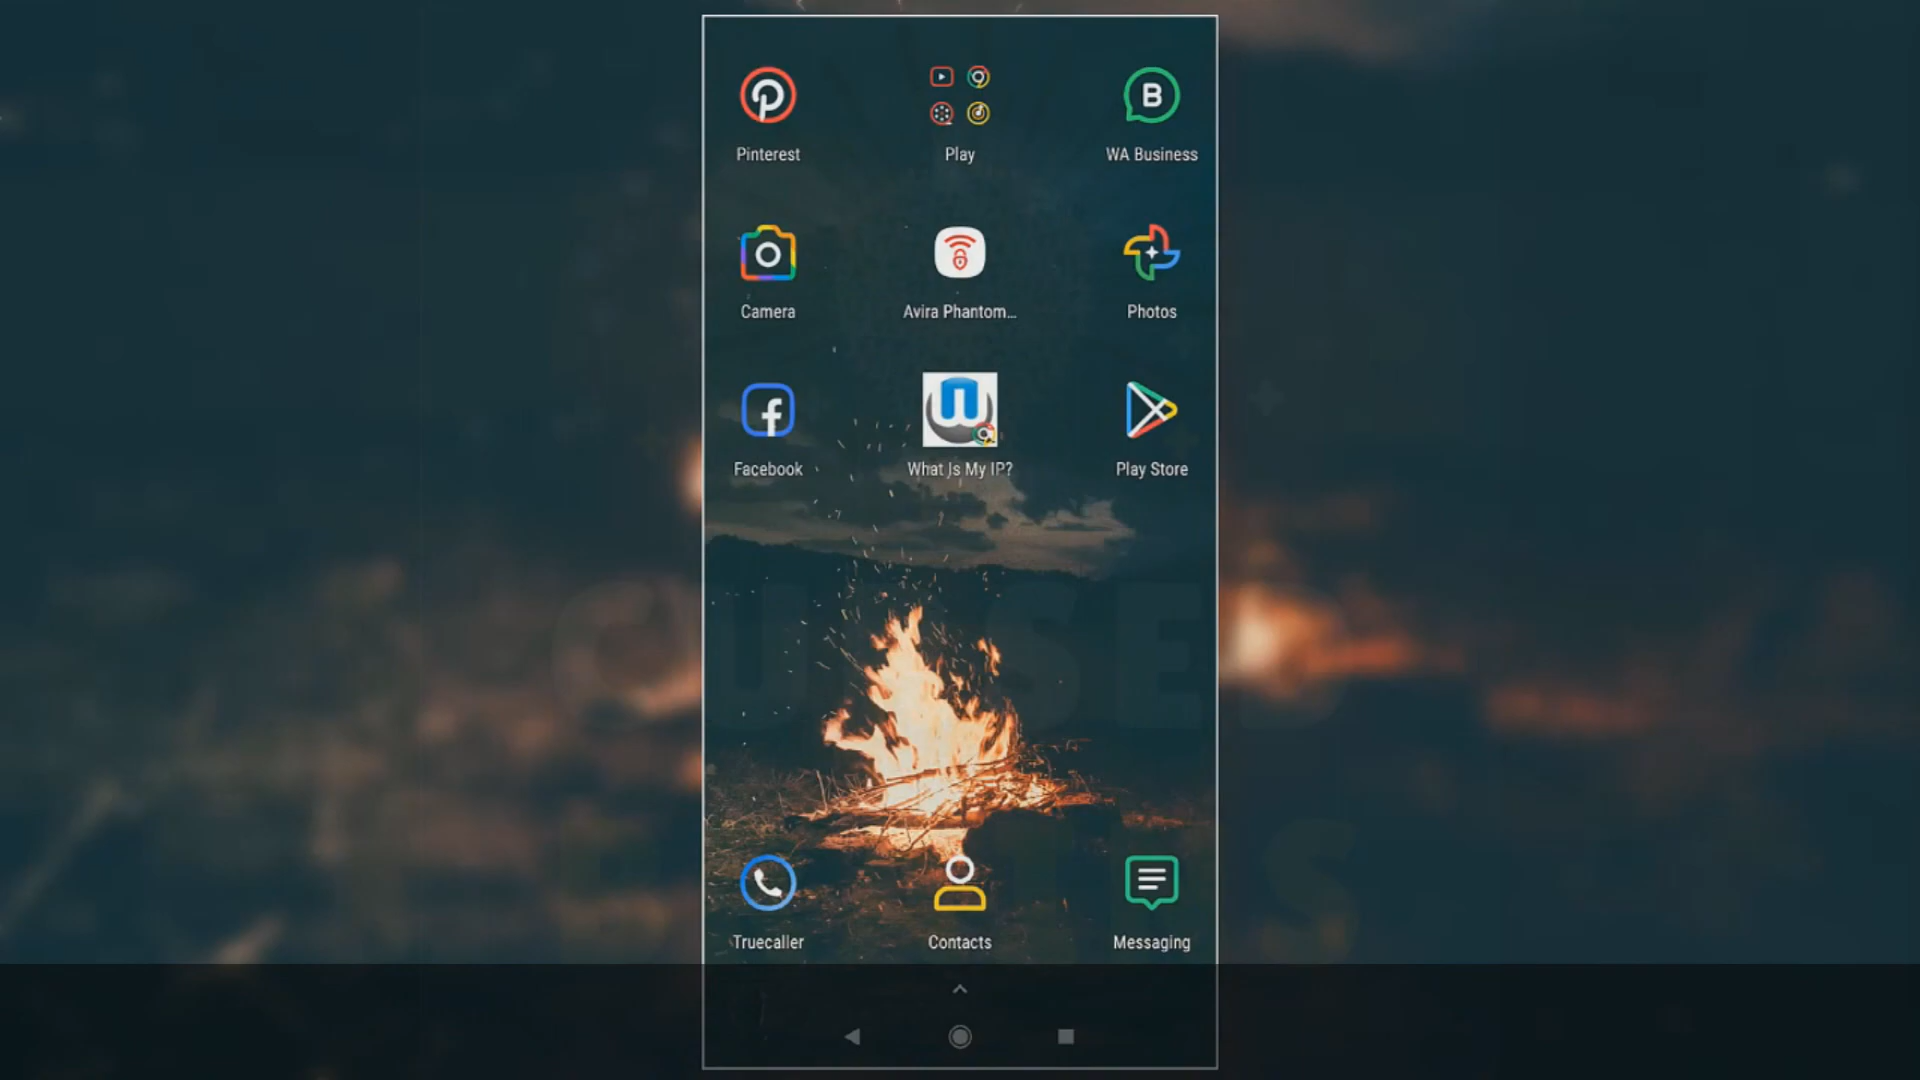 Pinterest
Play
WA Business
Camera
Avira Phantom...
Photos
Facebook
What Is My IP?
Play Store
Truecaller
Contacts
Messaging